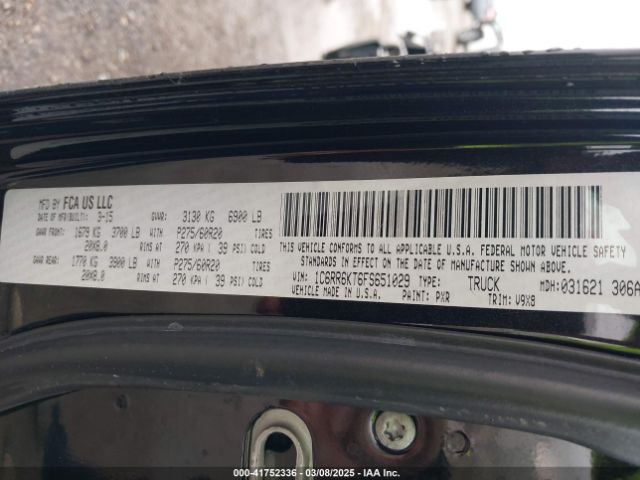 MFD BY FCA US LLC
DATE OF MFR(BUILT): 3-15 GVWR: 3130 KG 6900 LB
GAWR FRONT: 1679 KG 3700 LB WITH P275/60R20 TIRES
20X8.0 RIMS AT 270 KPA ( 39 PSI) COLD
GAWR REAR: 1770 KG 3900 LB WITH P275/60R20 TIRES
20X8.0 RIMS AT 270 KPA ( 39 PSI) COLD
THIS VEHICLE CONFORMS TO ALL APPLICABLE U.S.A. FEDERAL MOTOR VEHICLE SAFETY
STANDARDS IN EFFECT ON THE DATE OF MANUFACTURE SHOWN ABOVE.
VIN: 1C6RR6KT6FS651029 TYPE: TRUCK MDH: 031621 306A
VEHICLE MADE IN U.S.A. PAINT: PXR TRIM: V9X8
000-41752336 - 03/08/2025 - IAA Inc.